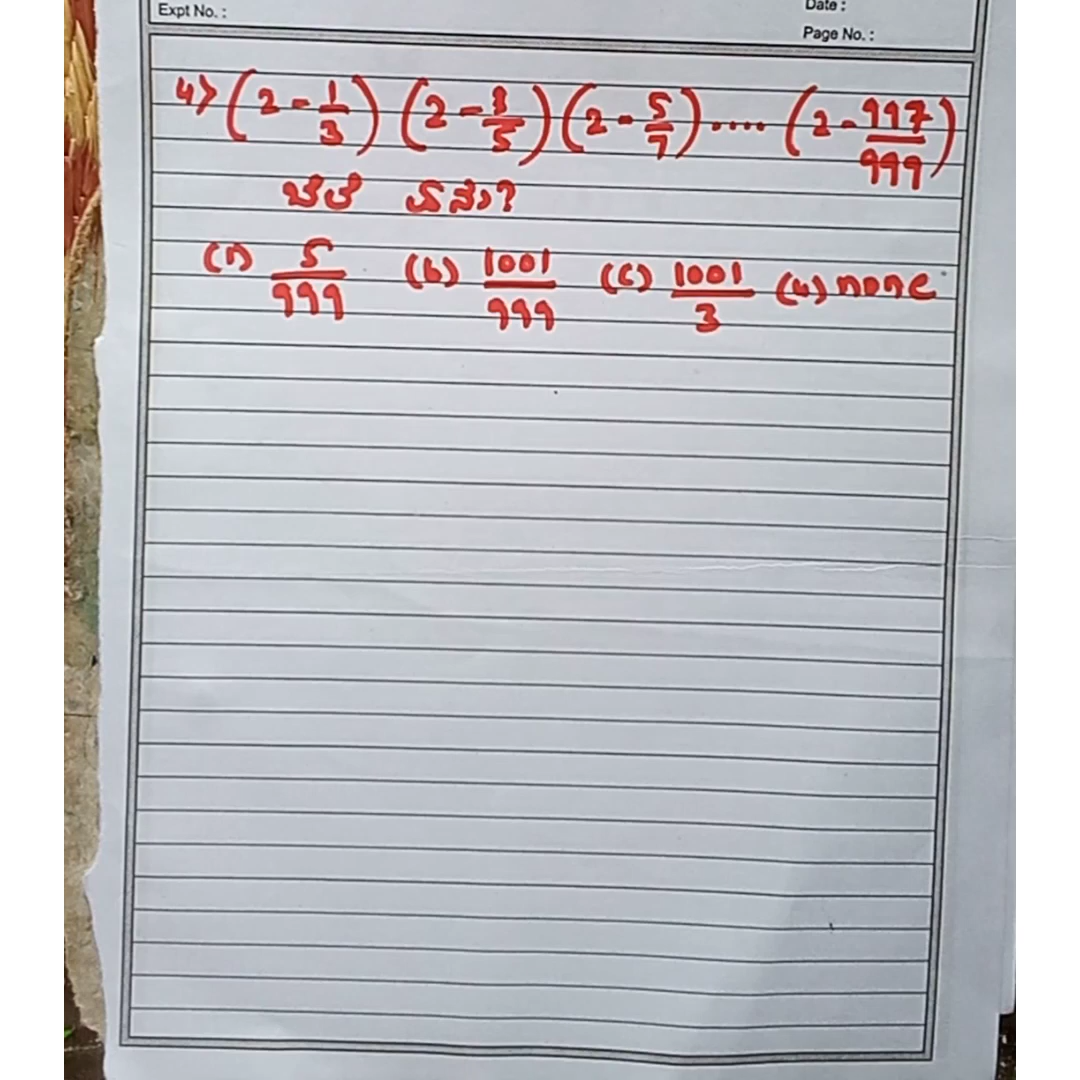 Expt No. :
Date :
Page No. :
4> (2 - 1/3) (2 - 3/5) (2 - 5/7) .... (2 - 997/999)
5/999 (b) 1001/999 (c) 1001/3 none